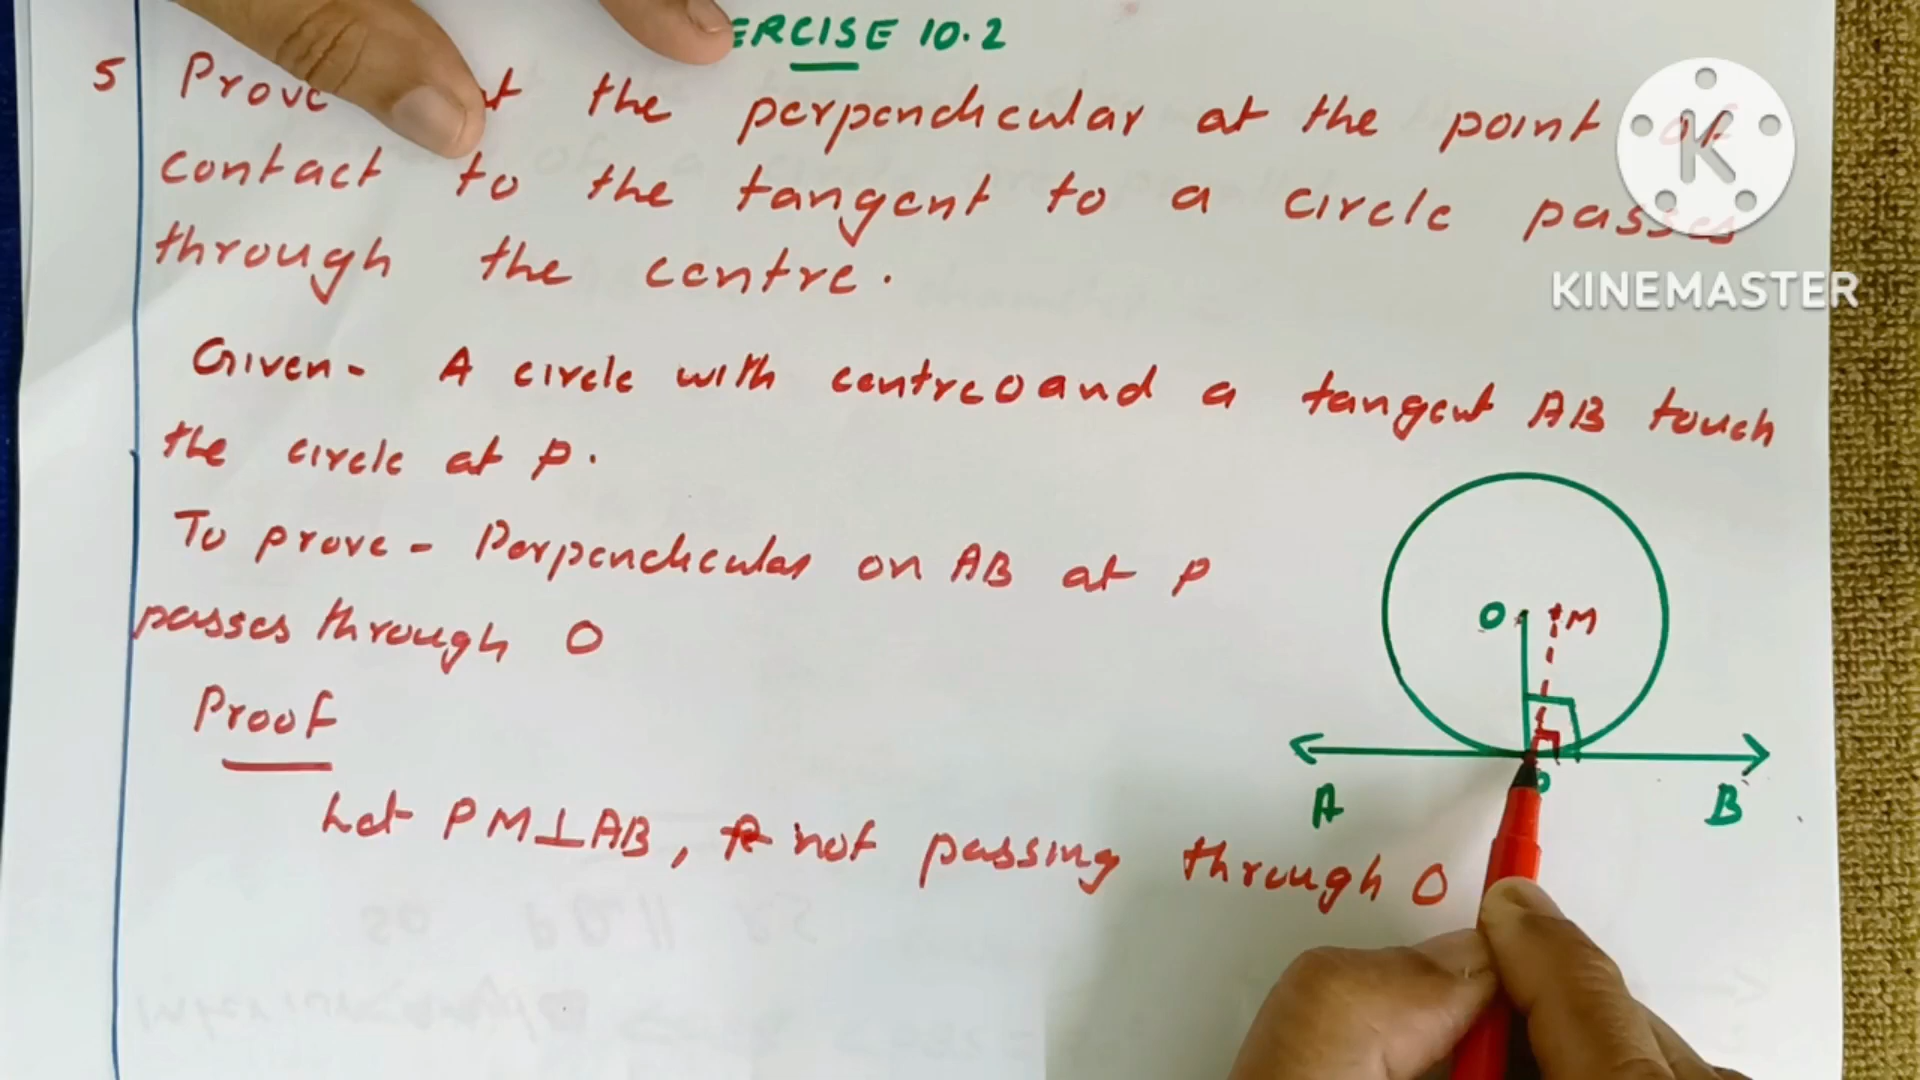 ERCISE 10.2
5 Prove the perpendicular at the point of
contact to the tangent to a circle passes
through the centre.
Given - A circle with centre O and a tangent AB touch
the circle at P.
To prove - Perpendicular on AB at P
passes through O
Proof
Let PM ⊥ AB, not passing through O
O M
A P B
K
KINEMASTER